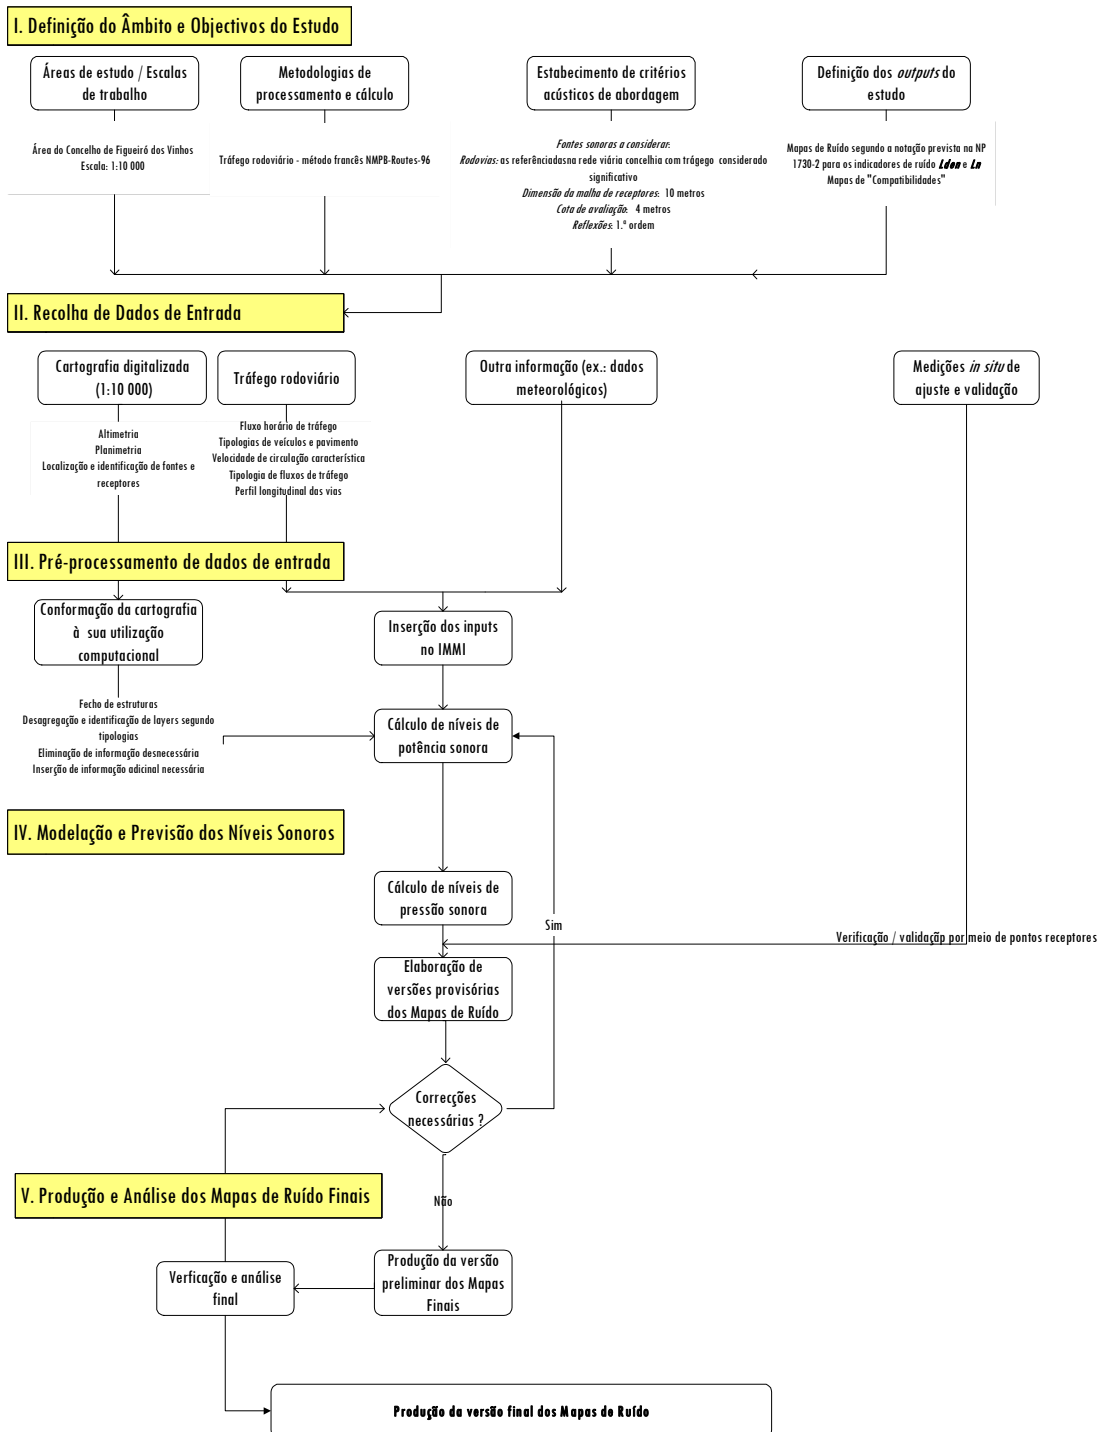 I. Definição do Âmbito e Objectivos do Estudo
Áreas de estudo / Escalas
de trabalho
Metodologias de
processamento e cálculo
Estabecimento de critérios
acústicos de abordagem
Definição dos outputs do
estudo
Área do Concelho de Figueiró dos Vinhos
Escala: 1:10 000
Tráfego rodoviário - método francês NMPB-Routes-96
Fontes sonoras a considerar:
Rodovias: as referênciadasna rede viária concelhia com trágego considerado
significativo
Dimensão da malha de receptores: 10 metros
Cota de avaliação: 4 metros
Reflexões: 1.ª ordem
Mapas de Ruído segundo a notação prevista na NP
1730-2 para os indicadores de ruído Lden e Ln
Mapas de "Compatibilidades"
II. Recolha de Dados de Entrada
Cartografia digitalizada
(1:10 000)
Tráfego rodoviário
Outra informação (ex.: dados
meteorológicos)
Medições in situ de
ajuste e validação
Altimetria
Planimetria
Localização e identificação de fontes e
receptores
Fluxo horário de tráfego
Tipologias de veículos e pavimento
Velocidade de circulação característica
Tipologia de fluxos de tráfego
Perfil longitudinal das vias
III. Pré-processamento de dados de entrada
Conformação da cartografia
à sua utilização
computacional
Inserção dos inputs
no IMMI
Fecho de estruturas
Desagregação e identificação de layers segundo
tipologias
Eliminação de informação desnecessária
Inserção de informação adicinal necessária
Cálculo de níveis de
potência sonora
IV. Modelação e Previsão dos Níveis Sonoros
Cálculo de níveis de
pressão sonora
Sim
Verificação / validaçãp por meio de pontos receptores
Elaboração de
versões provisórias
dos Mapas de Ruído
Correcções
necessárias ?
V. Produção e Análise dos Mapas de Ruído Finais
Não
Verficação e análise
final
Produção da versão
preliminar dos Mapas
Finais
Produção da versão final dos Mapas de Ruído